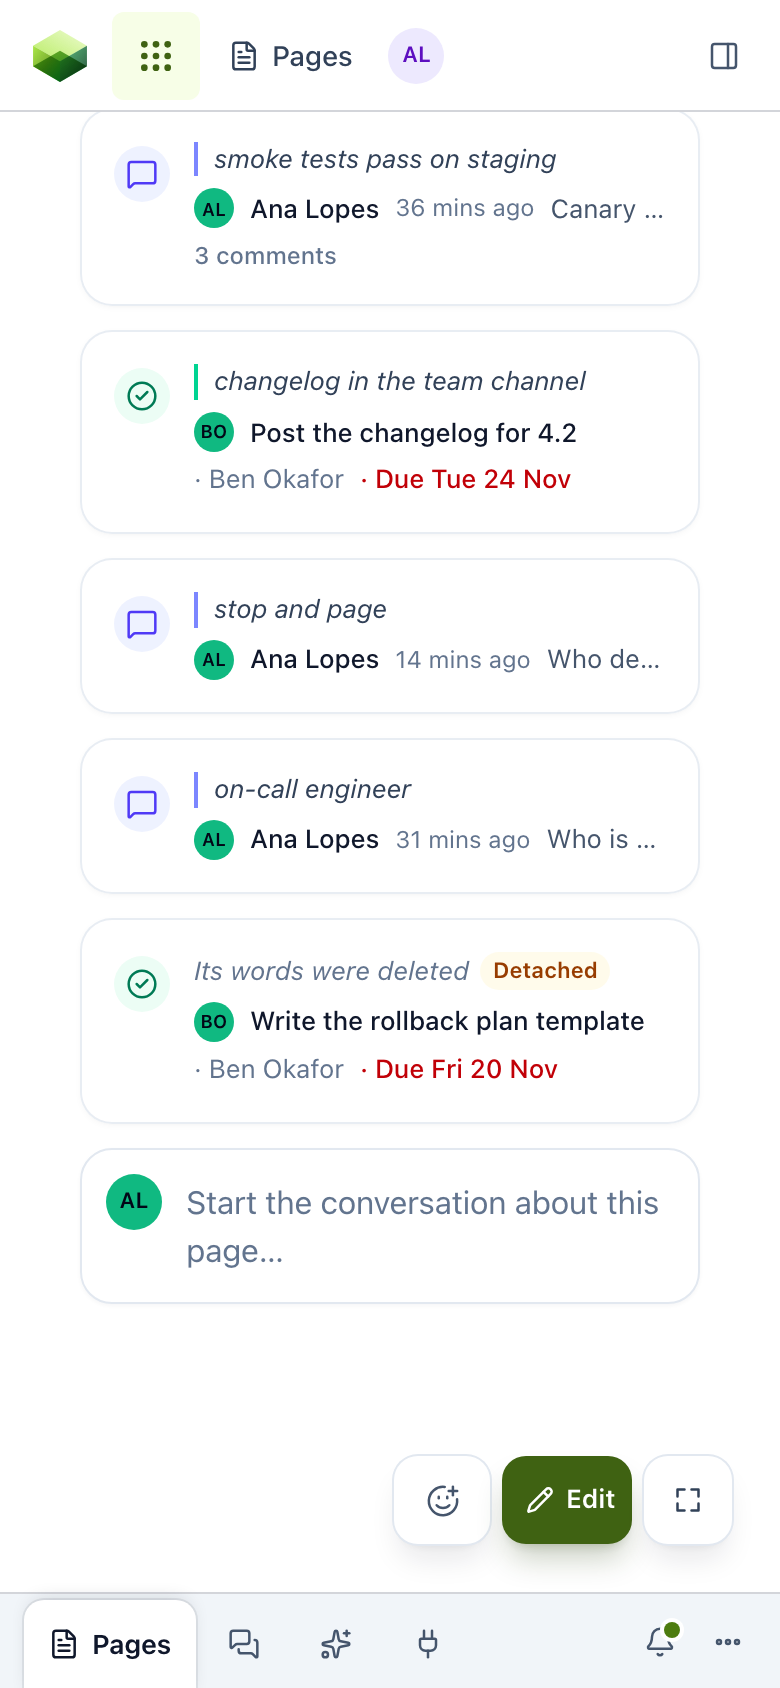 Pages AL
smoke tests pass on staging
AL Ana Lopes 36 mins ago Canary ...
3 comments
changelog in the team channel
BO Post the changelog for 4.2
· Ben Okafor · Due Tue 24 Nov
stop and page
AL Ana Lopes 14 mins ago Who de...
on-call engineer
AL Ana Lopes 31 mins ago Who is ...
Its words were deleted Detached
BO Write the rollback plan template
· Ben Okafor · Due Fri 20 Nov
AL Start the conversation about this
page...
Edit
Pages